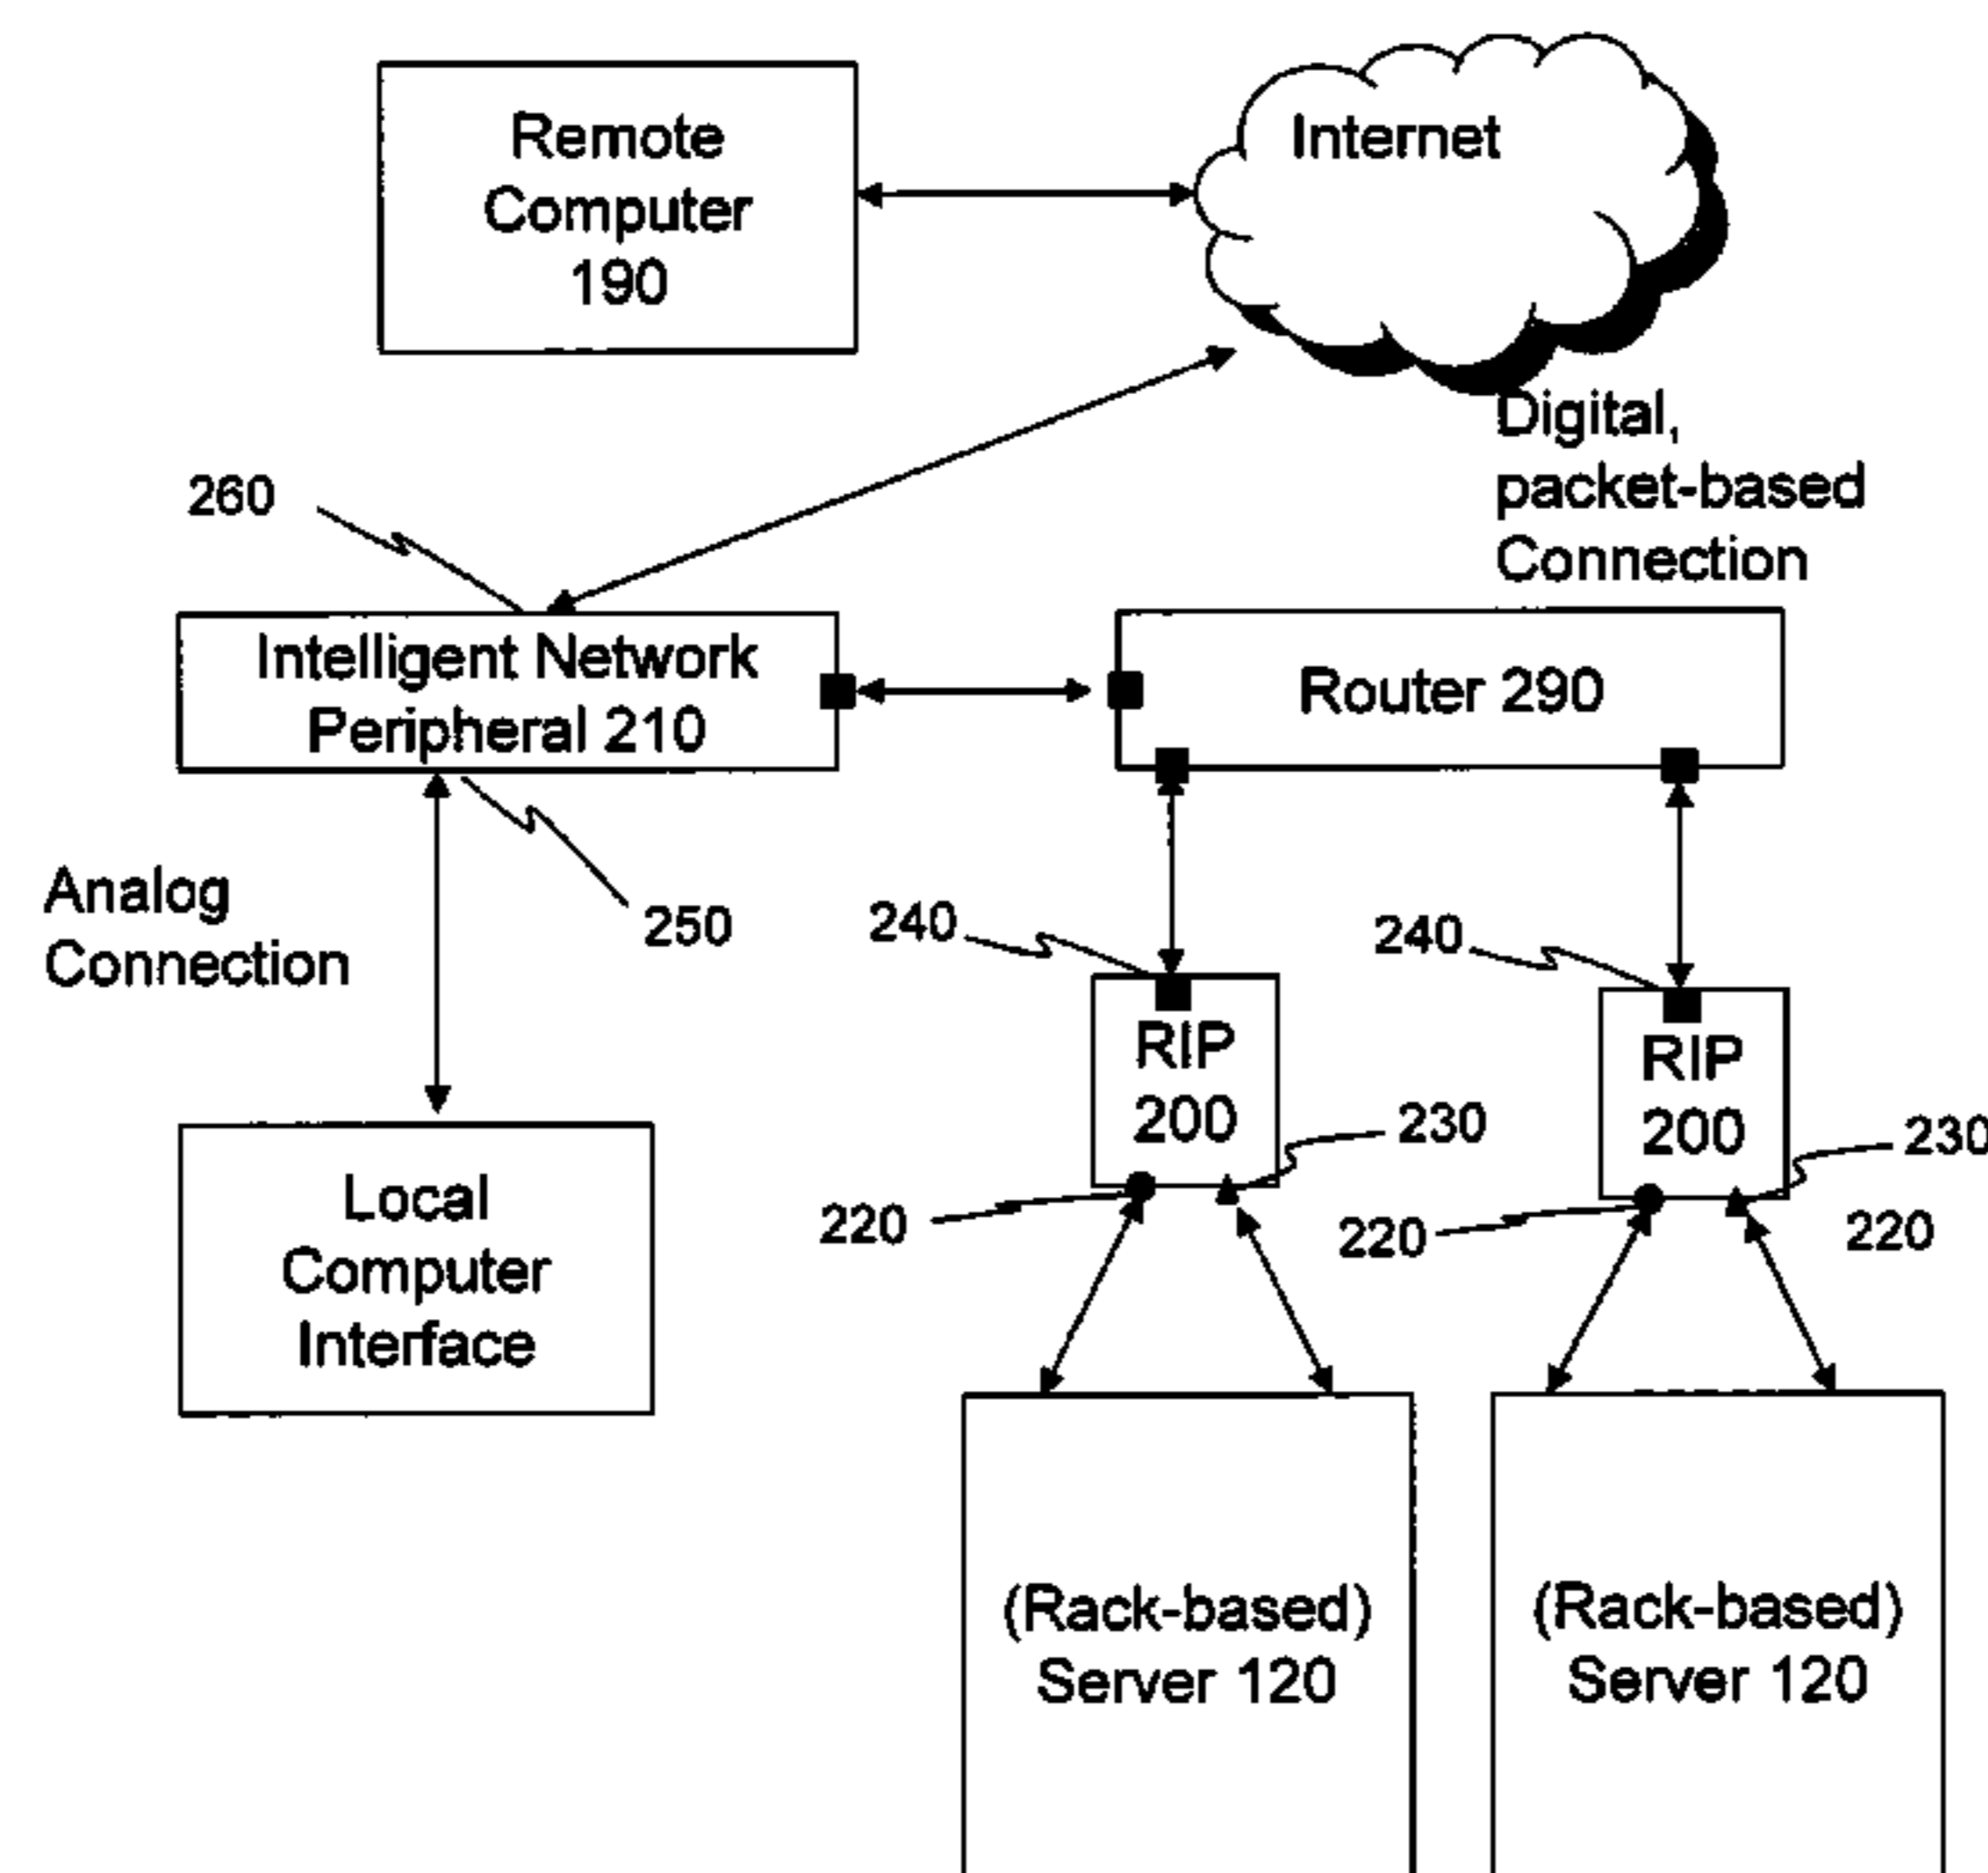 Remote
Computer
190
Internet
Digital,
packet-based
Connection
260
Intelligent Network
Peripheral 210
Router 290
Analog
Connection
250
240
240
RIP
200
RIP
200
230
230
220
220
220
Local
Computer
Interface
(Rack-based)
Server 120
(Rack-based)
Server 120